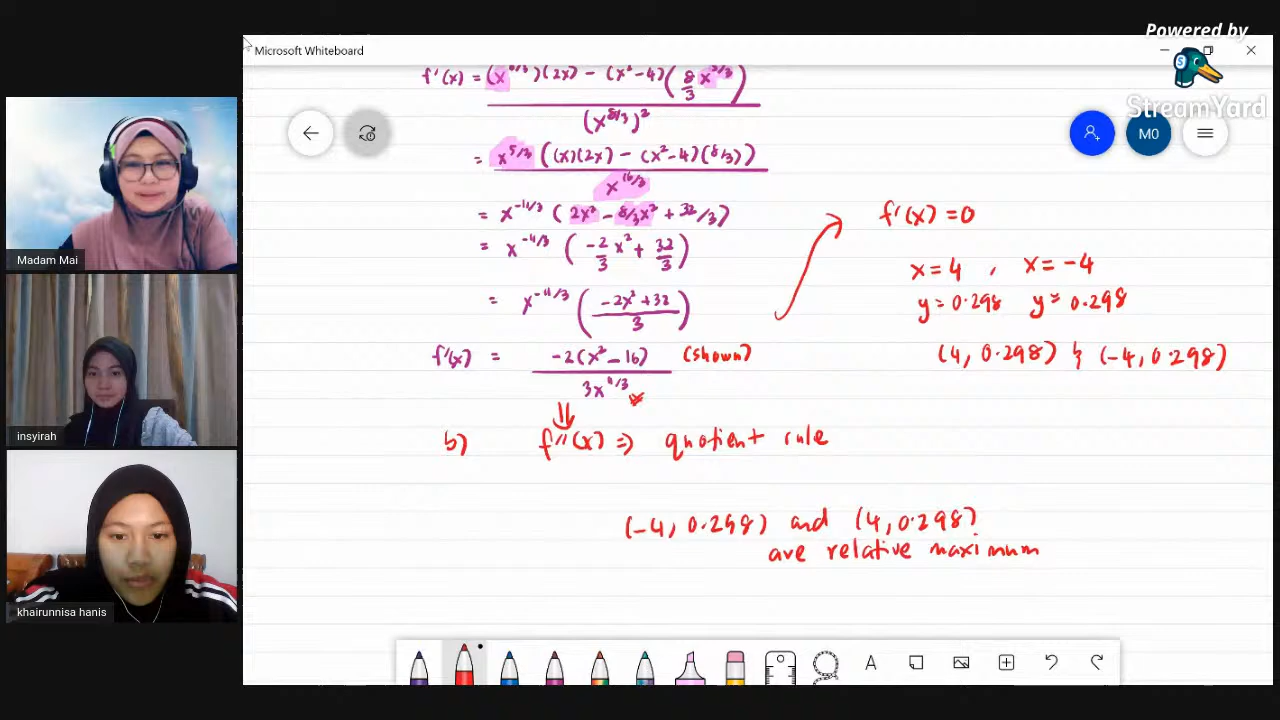 Powered by
StreamYard
Microsoft Whiteboard
M0
Madam Mai
insyirah
khairunnisa hanis
f'(x) = (x^8/3)(2x) - (x²-4)(8/3 x^5/3)
(x^8/3)²
= x^5/3 ((x)(2x) - (x²-4)(8/3))
x^16/3
= x^-11/3 ( 2x² - 8/3x² + 32/3)
= x^-11/3 ( -2/3 x² + 32/3 )
= x^-11/3 ( -2x² + 32 / 3 )
f'(x) = -2(x² - 16) (shown)
3x^11/3
b) f''(x) => quotient rule
(-4, 0.298) and (4, 0.298)
are relative maximum
f'(x) = 0
x = 4 , x = -4
y = 0.298 y = 0.298
(4, 0.298) & (-4, 0.298)
A